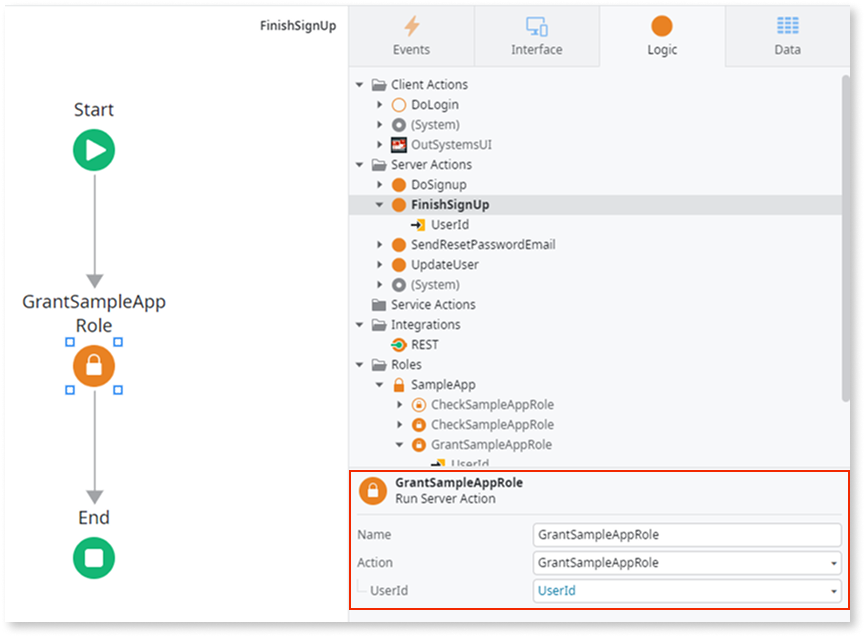 FinishSignUp
Start
GrantSampleApp
Role
End
Events
Interface
Logic
Data
Client Actions
DoLogin
(System)
OutSystemsUI
Server Actions
DoSignup
FinishSignUp
UserId
SendResetPasswordEmail
UpdateUser
(System)
Service Actions
Integrations
REST
Roles
SampleApp
CheckSampleAppRole
CheckSampleAppRole
GrantSampleAppRole
UserId
GrantSampleAppRole
Run Server Action
Name GrantSampleAppRole
Action GrantSampleAppRole
UserId UserId